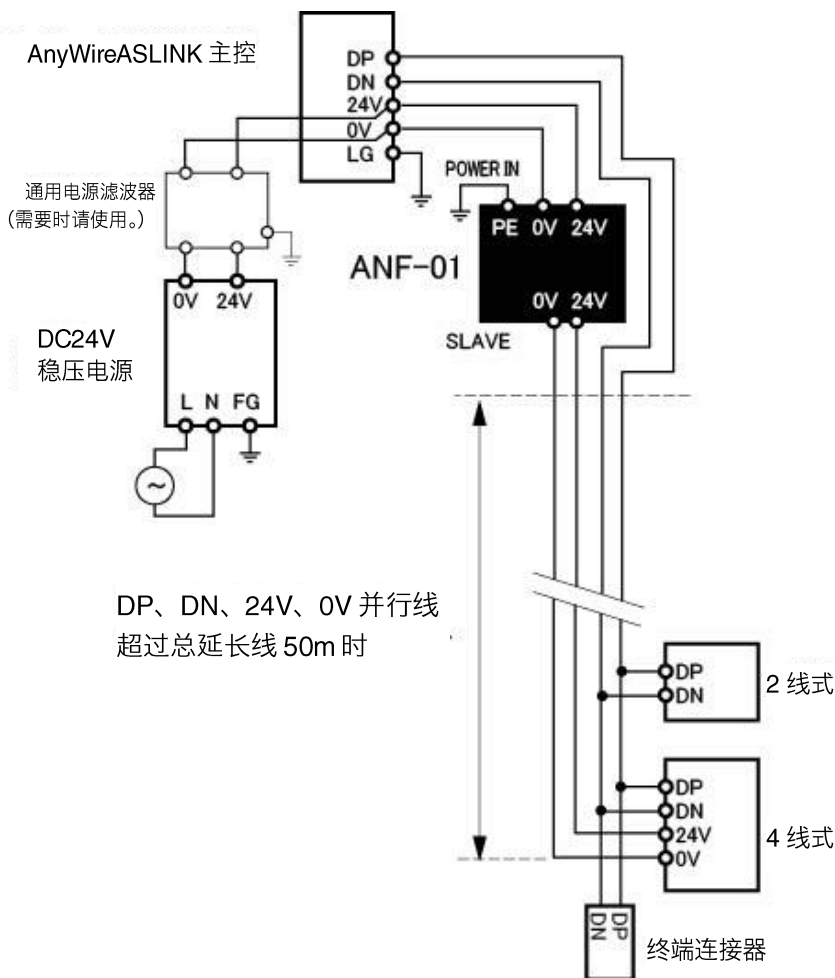 AnyWireASLINK 主控
DP
DN
24V
0V
LG
通用电源滤波器
（需要时请使用。）
POWER IN
PE 0V 24V
ANF-01
0V 24V
SLAVE
0V 24V
DC24V
稳压电源
L N FG
~
DP、DN、24V、0V 并行线
超过总延长线 50m 时
DP
DN
2 线式
DP
DN
24V
0V
4 线式
DN
DP
终端连接器